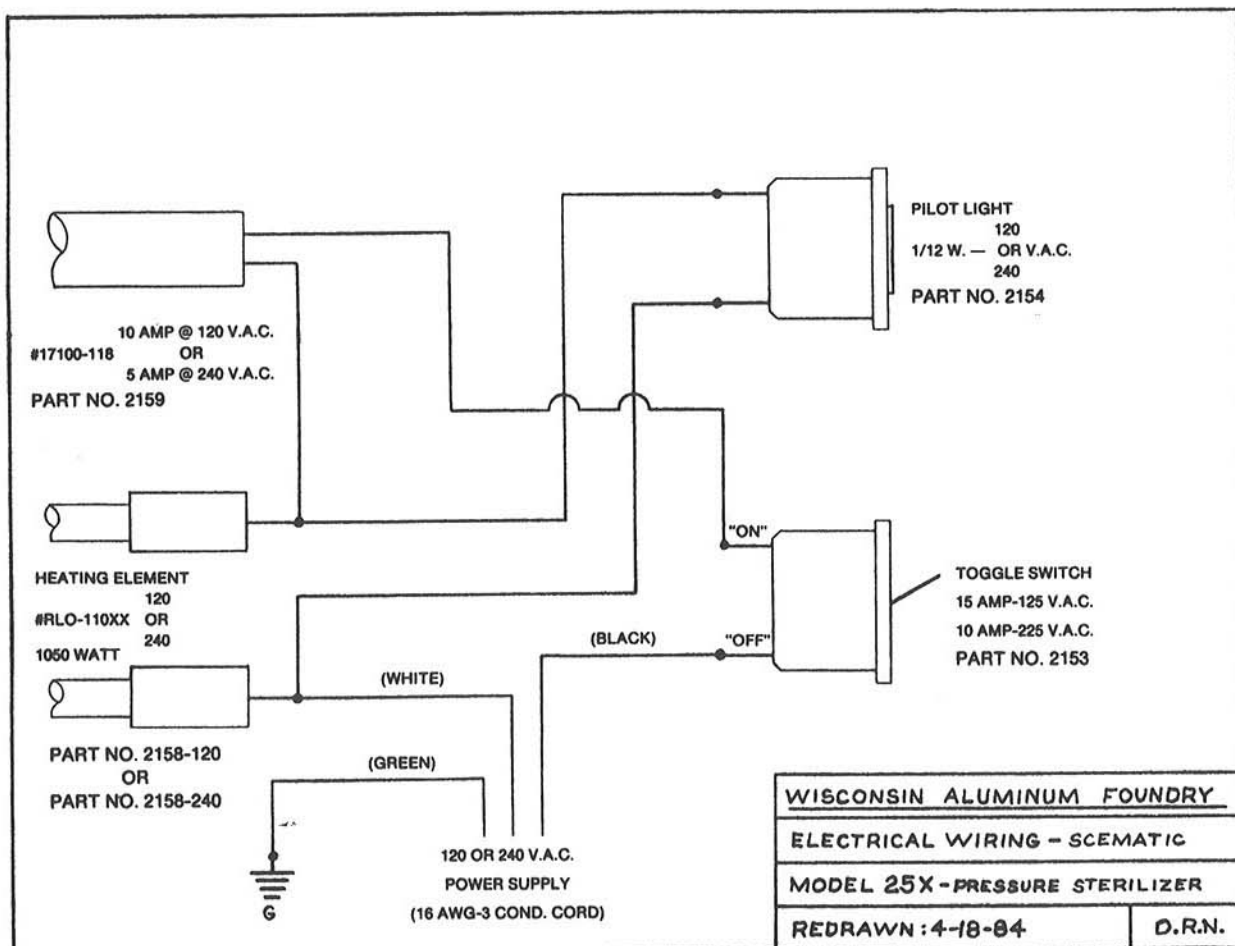 PILOT LIGHT
120
1/12 W. — OR V.A.C.
240
PART NO. 2154
10 AMP @ 120 V.A.C.
#17100-118 OR
5 AMP @ 240 V.A.C.
PART NO. 2159
"ON"
HEATING ELEMENT
120
#RLO-110XX OR
240
1050 WATT
TOGGLE SWITCH
15 AMP-125 V.A.C.
10 AMP-225 V.A.C.
PART NO. 2153
(BLACK)
"OFF"
(WHITE)
PART NO. 2158-120
OR
PART NO. 2158-240
(GREEN)
G
120 OR 240 V.A.C.
POWER SUPPLY
(16 AWG-3 COND. CORD)
WISCONSIN ALUMINUM FOUNDRY
ELECTRICAL WIRING - SCEMATIC
MODEL 25X-PRESSURE STERILIZER
REDRAWN: 4-18-84
D.R.N.